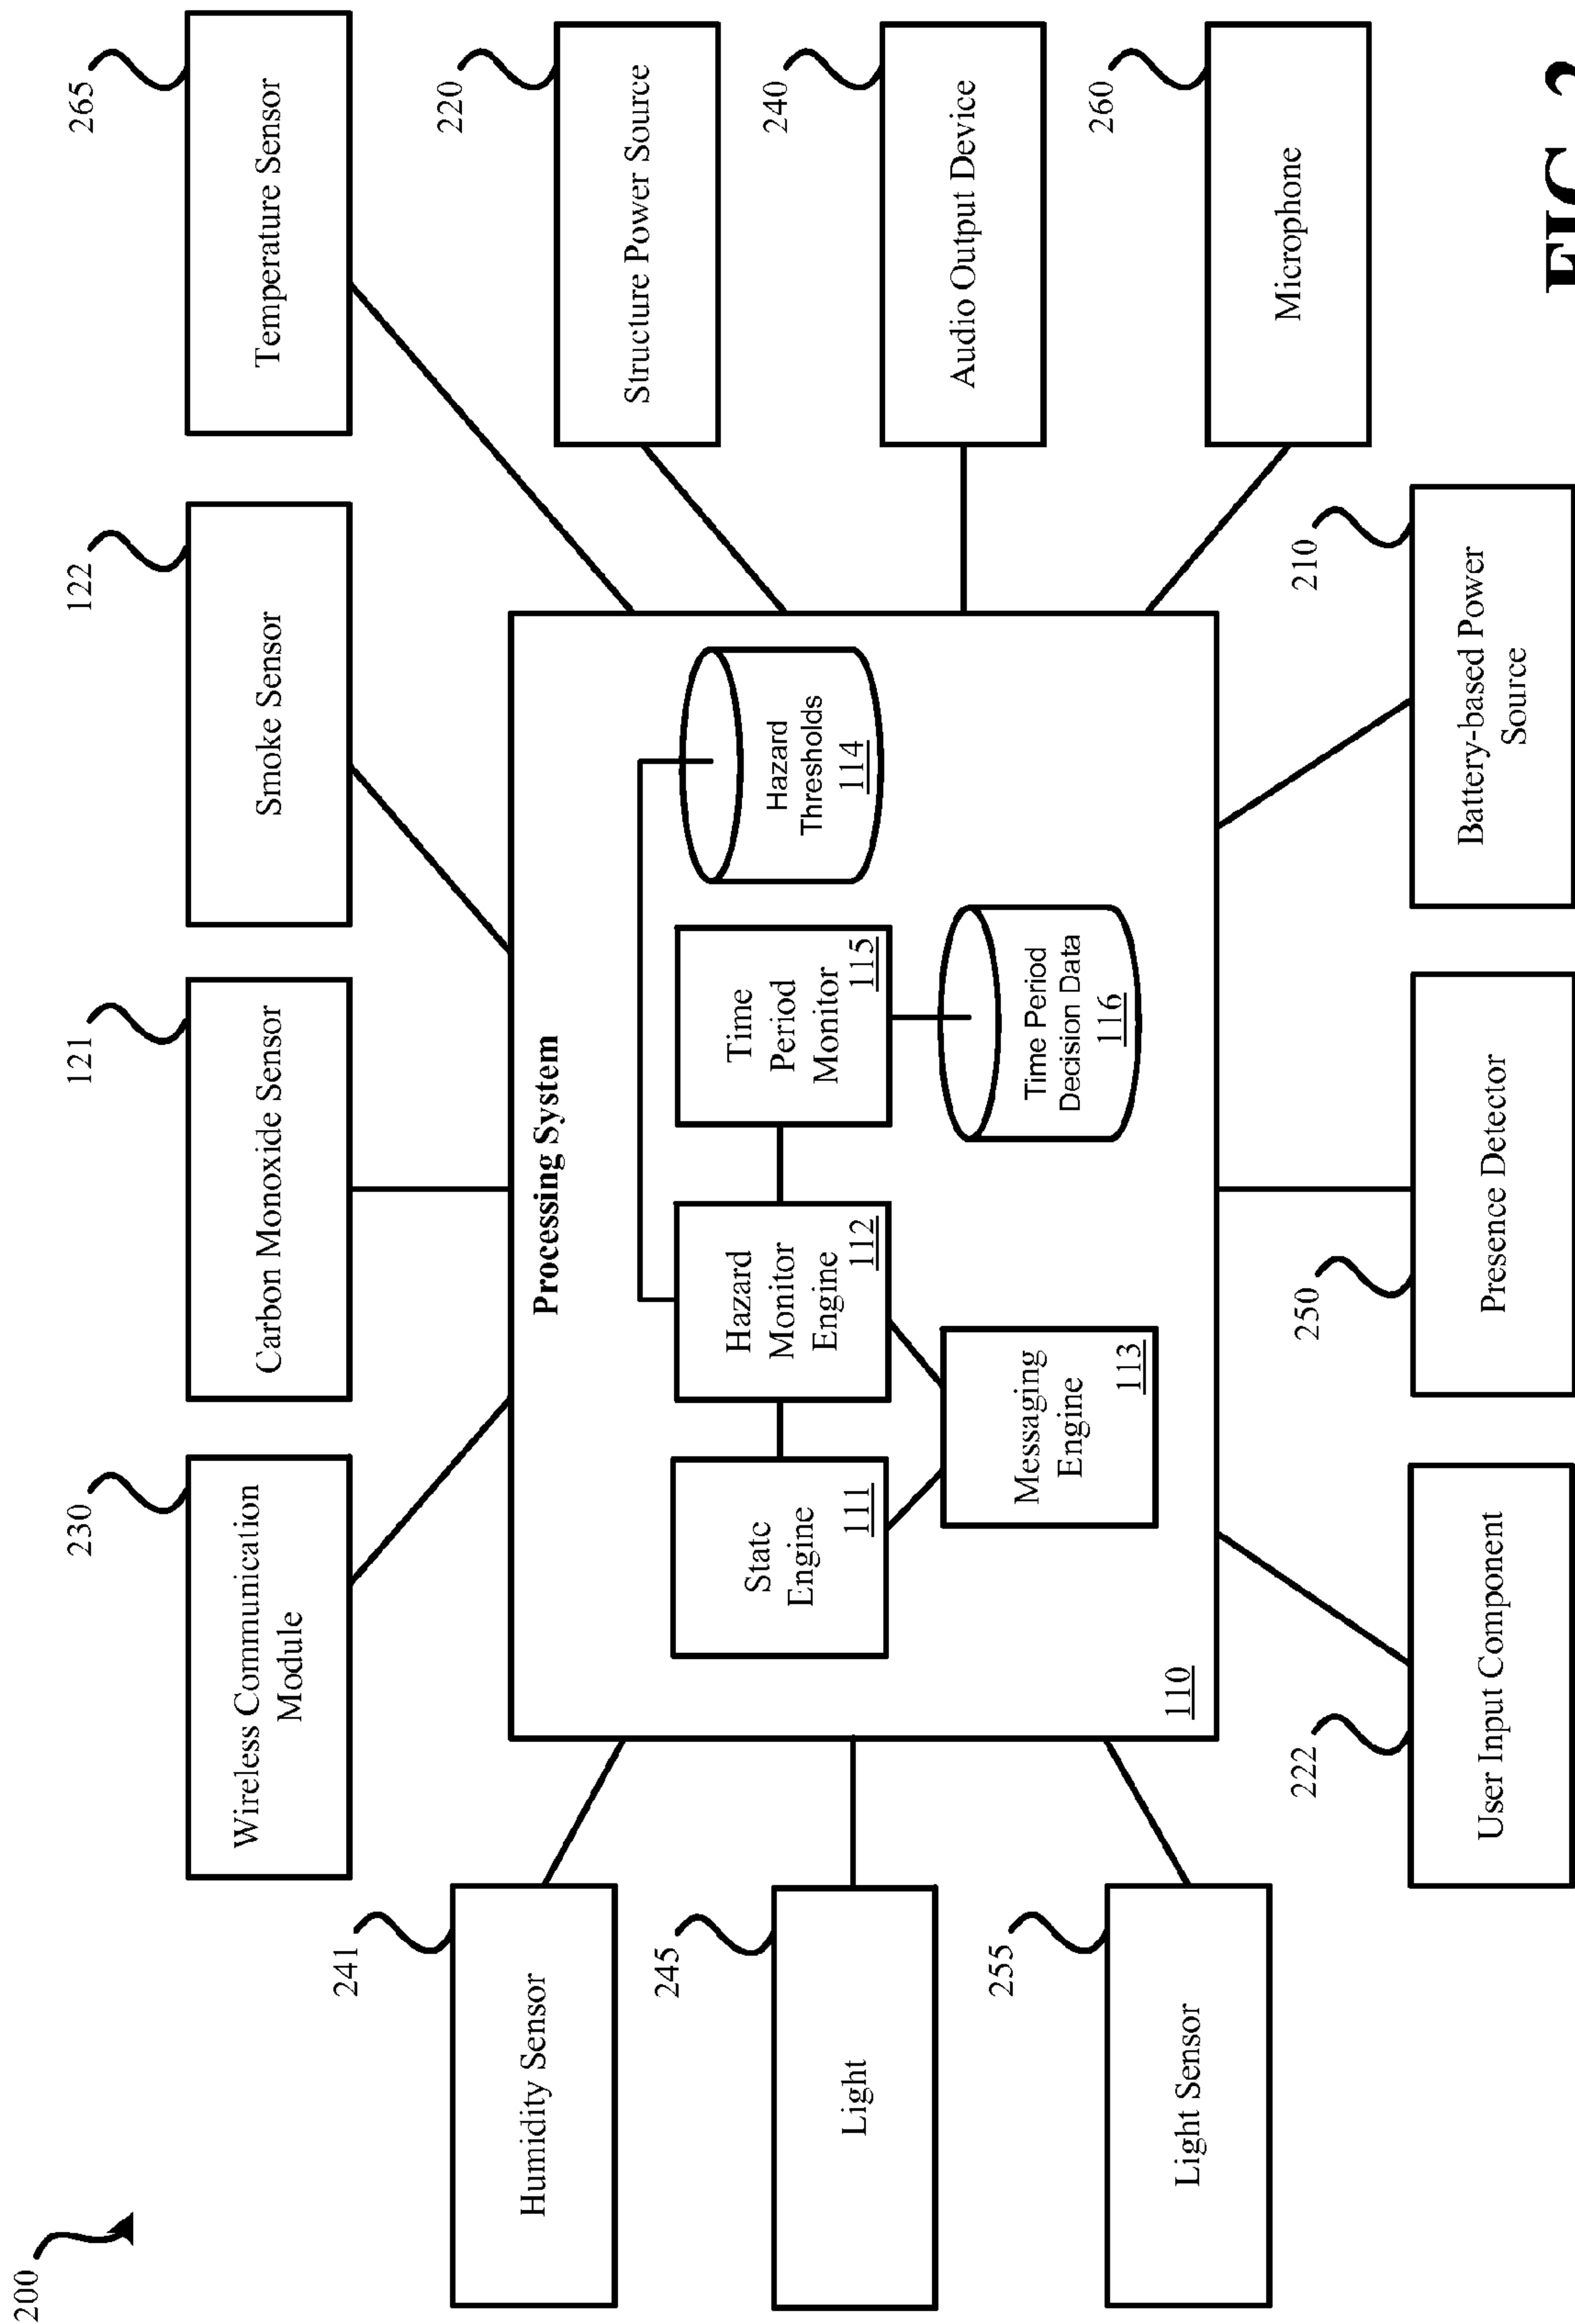 200
230
Wireless Communication
Module
121
Carbon Monoxide Sensor
122
Smoke Sensor
265
Temperature Sensor
241
Humidity Sensor
245
Light
255
Light Sensor
Processing System
State
Engine
111
Hazard
Monitor
Engine
112
Time
Period
Monitor
115
Hazard
Thresholds
114
Messaging
Engine
113
Time Period
Decision Data
116
110
220
Structure Power Source
240
Audio Output Device
260
Microphone
222
User Input Component
250
Presence Detector
210
Battery-based Power
Source
FIG. 2